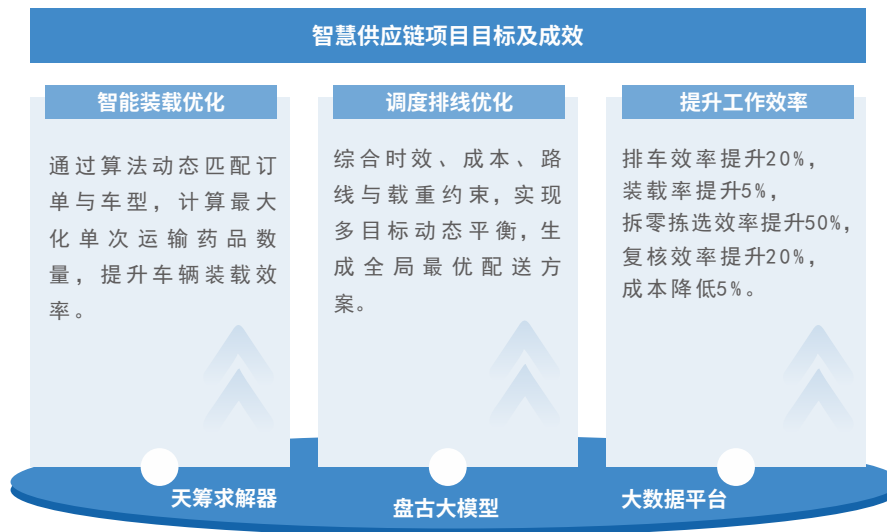 智慧供应链项目目标及成效
智能装载优化
通过算法动态匹配订
单与车型，计算最大
化单次运输药品数
量，提升车辆装载效
率。
调度排线优化
综合时效、成本、路
线与载重约束，实现
多目标动态平衡，生
成全局最优配送方
案。
提升工作效率
排车效率提升20%，
装载率提升5%，
拆零拣选效率提升50%，
复核效率提升20%，
成本降低5%。
天筹求解器
盘古大模型
大数据平台